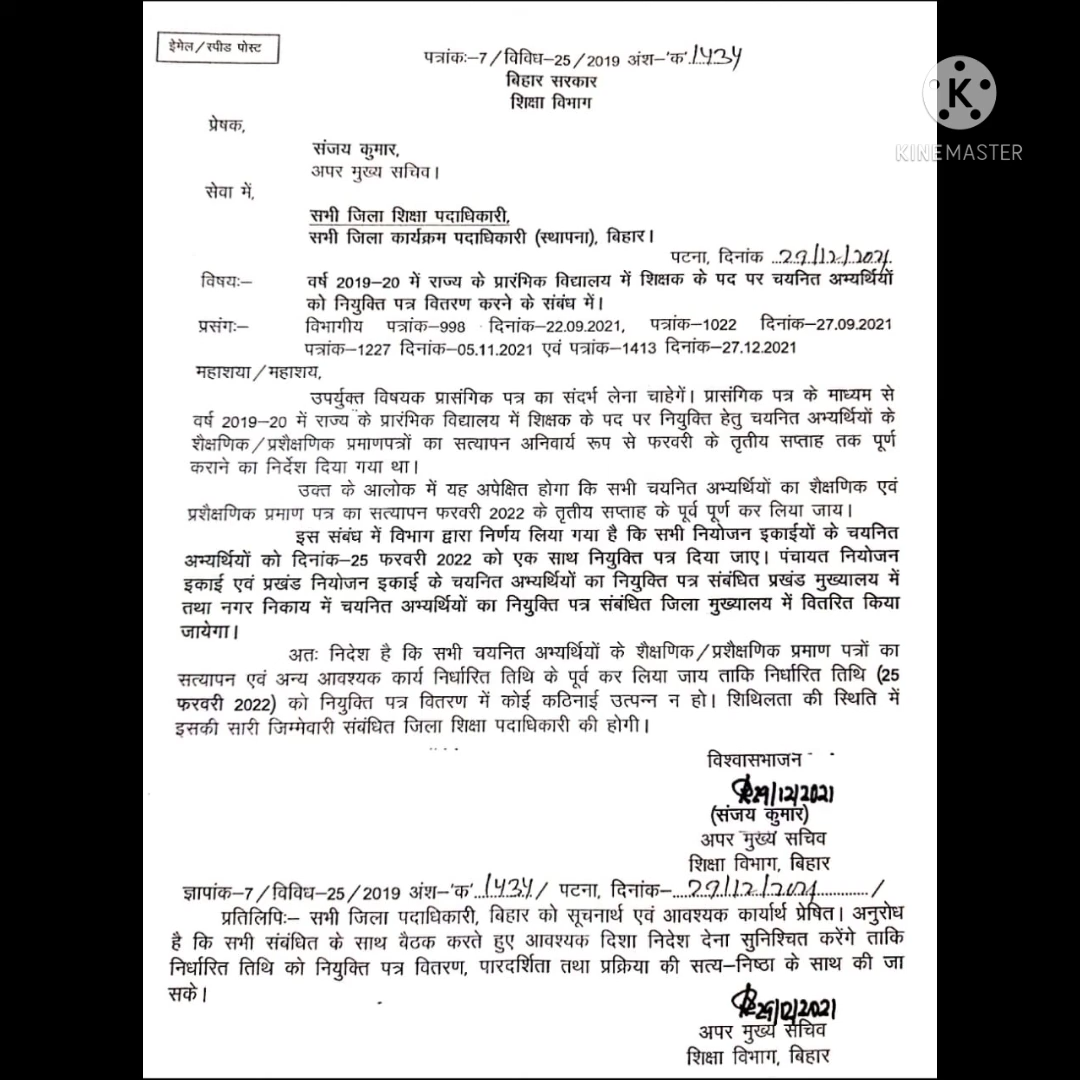 ईमेल/स्पीड पोस्ट
पत्रांकः-7/विविध-25/2019 अंश-'क'.1434
बिहार सरकार
शिक्षा विभाग
K
KINEMASTER
प्रेषक,
संजय कुमार,
अपर मुख्य सचिव।
सेवा में,
सभी जिला शिक्षा पदाधिकारी,
सभी जिला कार्यक्रम पदाधिकारी (स्थापना), बिहार।
पटना, दिनांक ..29/12/2021
विषयः- वर्ष 2019-20 में राज्य के प्रारंभिक विद्यालय में शिक्षक के पद पर चयनित अभ्यर्थियों
को नियुक्ति पत्र वितरण करने के संबंध में।
प्रसंगः- विभागीय पत्रांक-998 दिनांक-22.09.2021, पत्रांक-1022 दिनांक-27.09.2021
पत्रांक-1227 दिनांक-05.11.2021 एवं पत्रांक-1413 दिनांक-27.12.2021
महाशया/महाशय,
उपर्युक्त विषयक प्रासंगिक पत्र का संदर्भ लेना चाहेगें। प्रासंगिक पत्र के माध्यम से
वर्ष 2019-20 में राज्य के प्रारंभिक विद्यालय में शिक्षक के पद पर नियुक्ति हेतु चयनित अभ्यर्थियों के
शैक्षणिक/प्रशैक्षणिक प्रमाणपत्रों का सत्यापन अनिवार्य रूप से फरवरी के तृतीय सप्ताह तक पूर्ण
कराने का निर्देश दिया गया था।
उक्त के आलोक में यह अपेक्षित होगा कि सभी चयनित अभ्यर्थियों का शैक्षणिक एवं
प्रशैक्षणिक प्रमाण पत्र का सत्यापन फरवरी 2022 के तृतीय सप्ताह के पूर्व पूर्ण कर लिया जाय।
इस संबंध में विभाग द्वारा निर्णय लिया गया है कि सभी नियोजन इकाईयों के चयनित
अभ्यर्थियों को दिनांक-25 फरवरी 2022 को एक साथ नियुक्ति पत्र दिया जाए। पंचायत नियोजन
इकाई एवं प्रखंड नियोजन इकाई के चयनित अभ्यर्थियों का नियुक्ति पत्र संबंधित प्रखंड मुख्यालय में
तथा नगर निकाय में चयनित अभ्यर्थियों का नियुक्ति पत्र संबंधित जिला मुख्यालय में वितरित किया
जायेगा।
अतः निदेश है कि सभी चयनित अभ्यर्थियों के शैक्षणिक/प्रशैक्षणिक प्रमाण पत्रों का
सत्यापन एवं अन्य आवश्यक कार्य निर्धारित तिथि के पूर्व कर लिया जाय ताकि निर्धारित तिथि (25
फरवरी 2022) को नियुक्ति पत्र वितरण में कोई कठिनाई उत्पन्न न हो। शिथिलता की स्थिति में
इसकी सारी जिम्मेवारी संबंधित जिला शिक्षा पदाधिकारी की होगी।
विश्वासभाजन
29/12/2021
(संजय कुमार)
अपर मुख्य सचिव
शिक्षा विभाग, बिहार
ज्ञापांक-7/विविध-25/2019 अंश-'क'.1434/ पटना, दिनांक-...29/12/2021............/
प्रतिलिपिः- सभी जिला पदाधिकारी, बिहार को सूचनार्थ एवं आवश्यक कार्यार्थ प्रेषित। अनुरोध
है कि सभी संबंधित के साथ बैठक करते हुए आवश्यक दिशा निदेश देना सुनिश्चित करेंगे ताकि
निर्धारित तिथि को नियुक्ति पत्र वितरण, पारदर्शिता तथा प्रक्रिया की सत्य-निष्ठा के साथ की जा
सके।
29/12/2021
अपर मुख्य सचिव
शिक्षा विभाग, बिहार